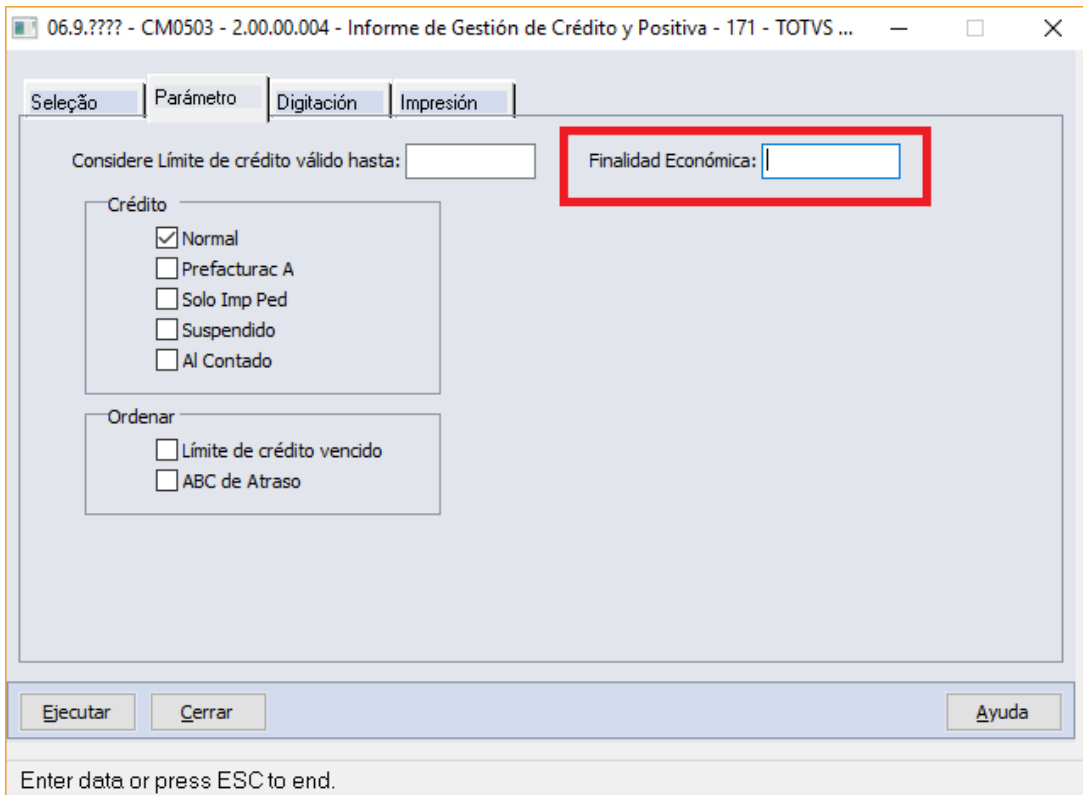 06.9.???? - CM0503 - 2.00.00.004 - Informe de Gestión de Crédito y Positiva - 171 - TOTVS ...
Seleção Parámetro Digitación Impresión
Considere Límite de crédito válido hasta: Finalidad Económica:
Crédito
Normal
Prefacturac A
Solo Imp Ped
Suspendido
Al Contado
Ordenar
Límite de crédito vencido
ABC de Atraso
Ejecutar Cerrar Ayuda
Enter data or press ESC to end.